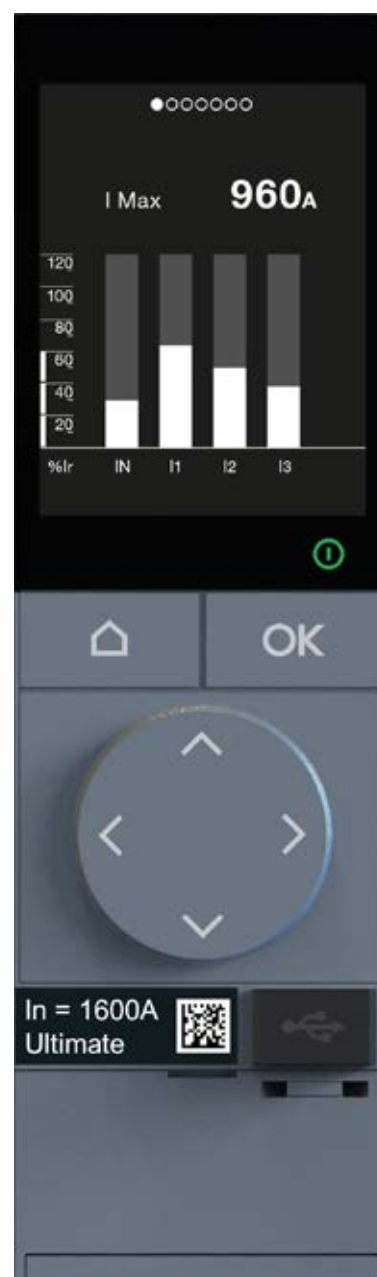 I Max 960A
120
100
80
60
40
20
%Ir IN I1 I2 I3
OK
In = 1600A
Ultimate